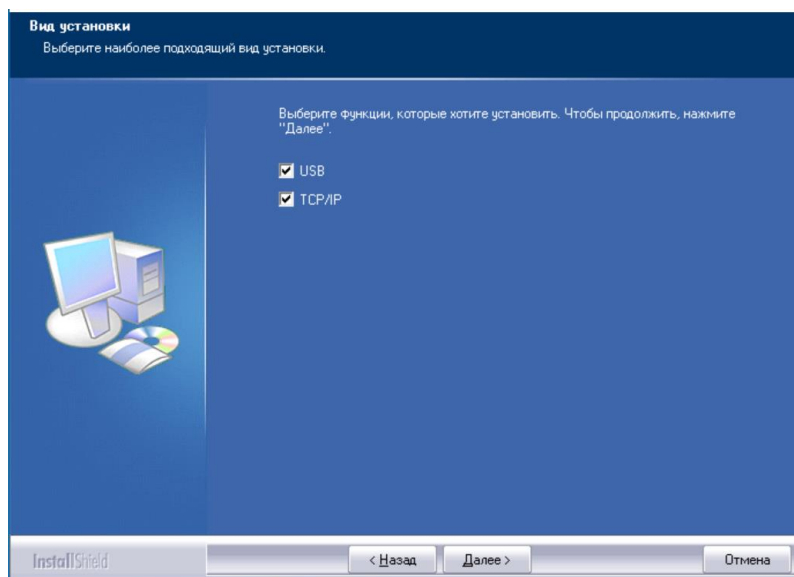 Вид установки
Выберите наиболее подходящий вид установки.
Выберите функции, которые хотите установить. Чтобы продолжить, нажмите
"Далее".
USB
TCP/IP
InstallShield
< Назад
Далее >
Отмена